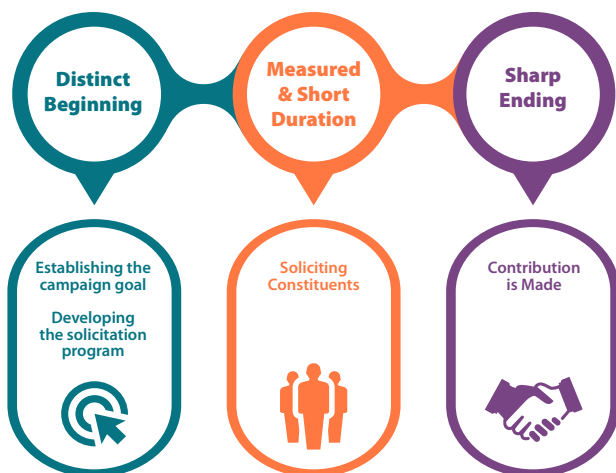 Distinct
Beginning
Measured
& Short
Duration
Sharp
Ending
Establishing the
campaign goal
Developing
the solicitation
program
Soliciting
Constituents
Contribution
is Made